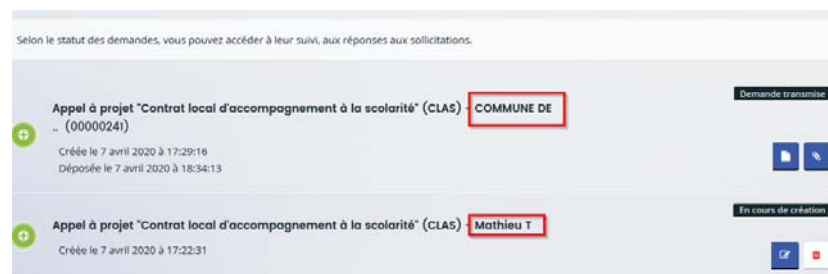 Selon le statut des demandes, vous pouvez accéder à leur suivi, aux réponses aux sollicitations.
Demande transmise
Appel à projet "Contrat local d'accompagnement à la scolarité" (CLAS) - COMMUNE DE
.. (00000241)
Créée le 7 avril 2020 à 17:29:16
Déposée le 7 avril 2020 à 18:34:13
En cours de création
Appel à projet "Contrat local d'accompagnement à la scolarité" (CLAS) - Mathieu T
Créée le 7 avril 2020 à 17:22:31